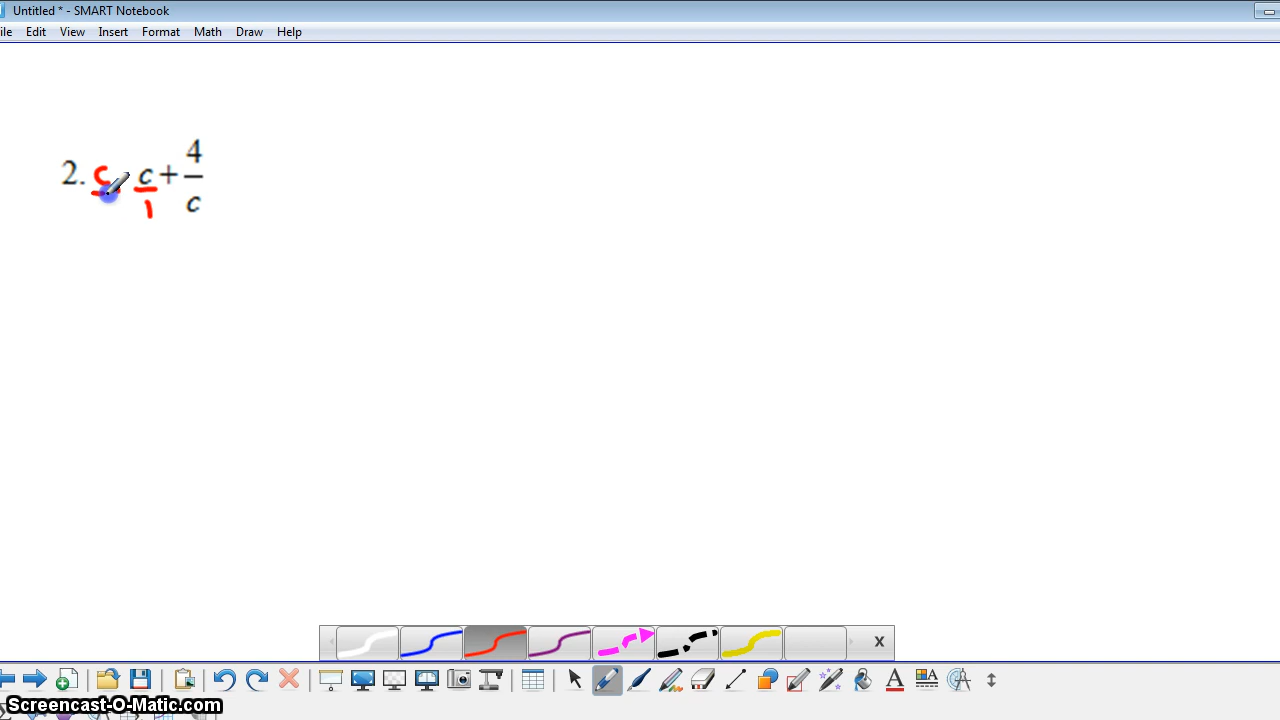 Untitled * - SMART Notebook
ile Edit View Insert Format Math Draw Help
2. c c/1 + 4/c
X
A
Screencast-O-Matic.com